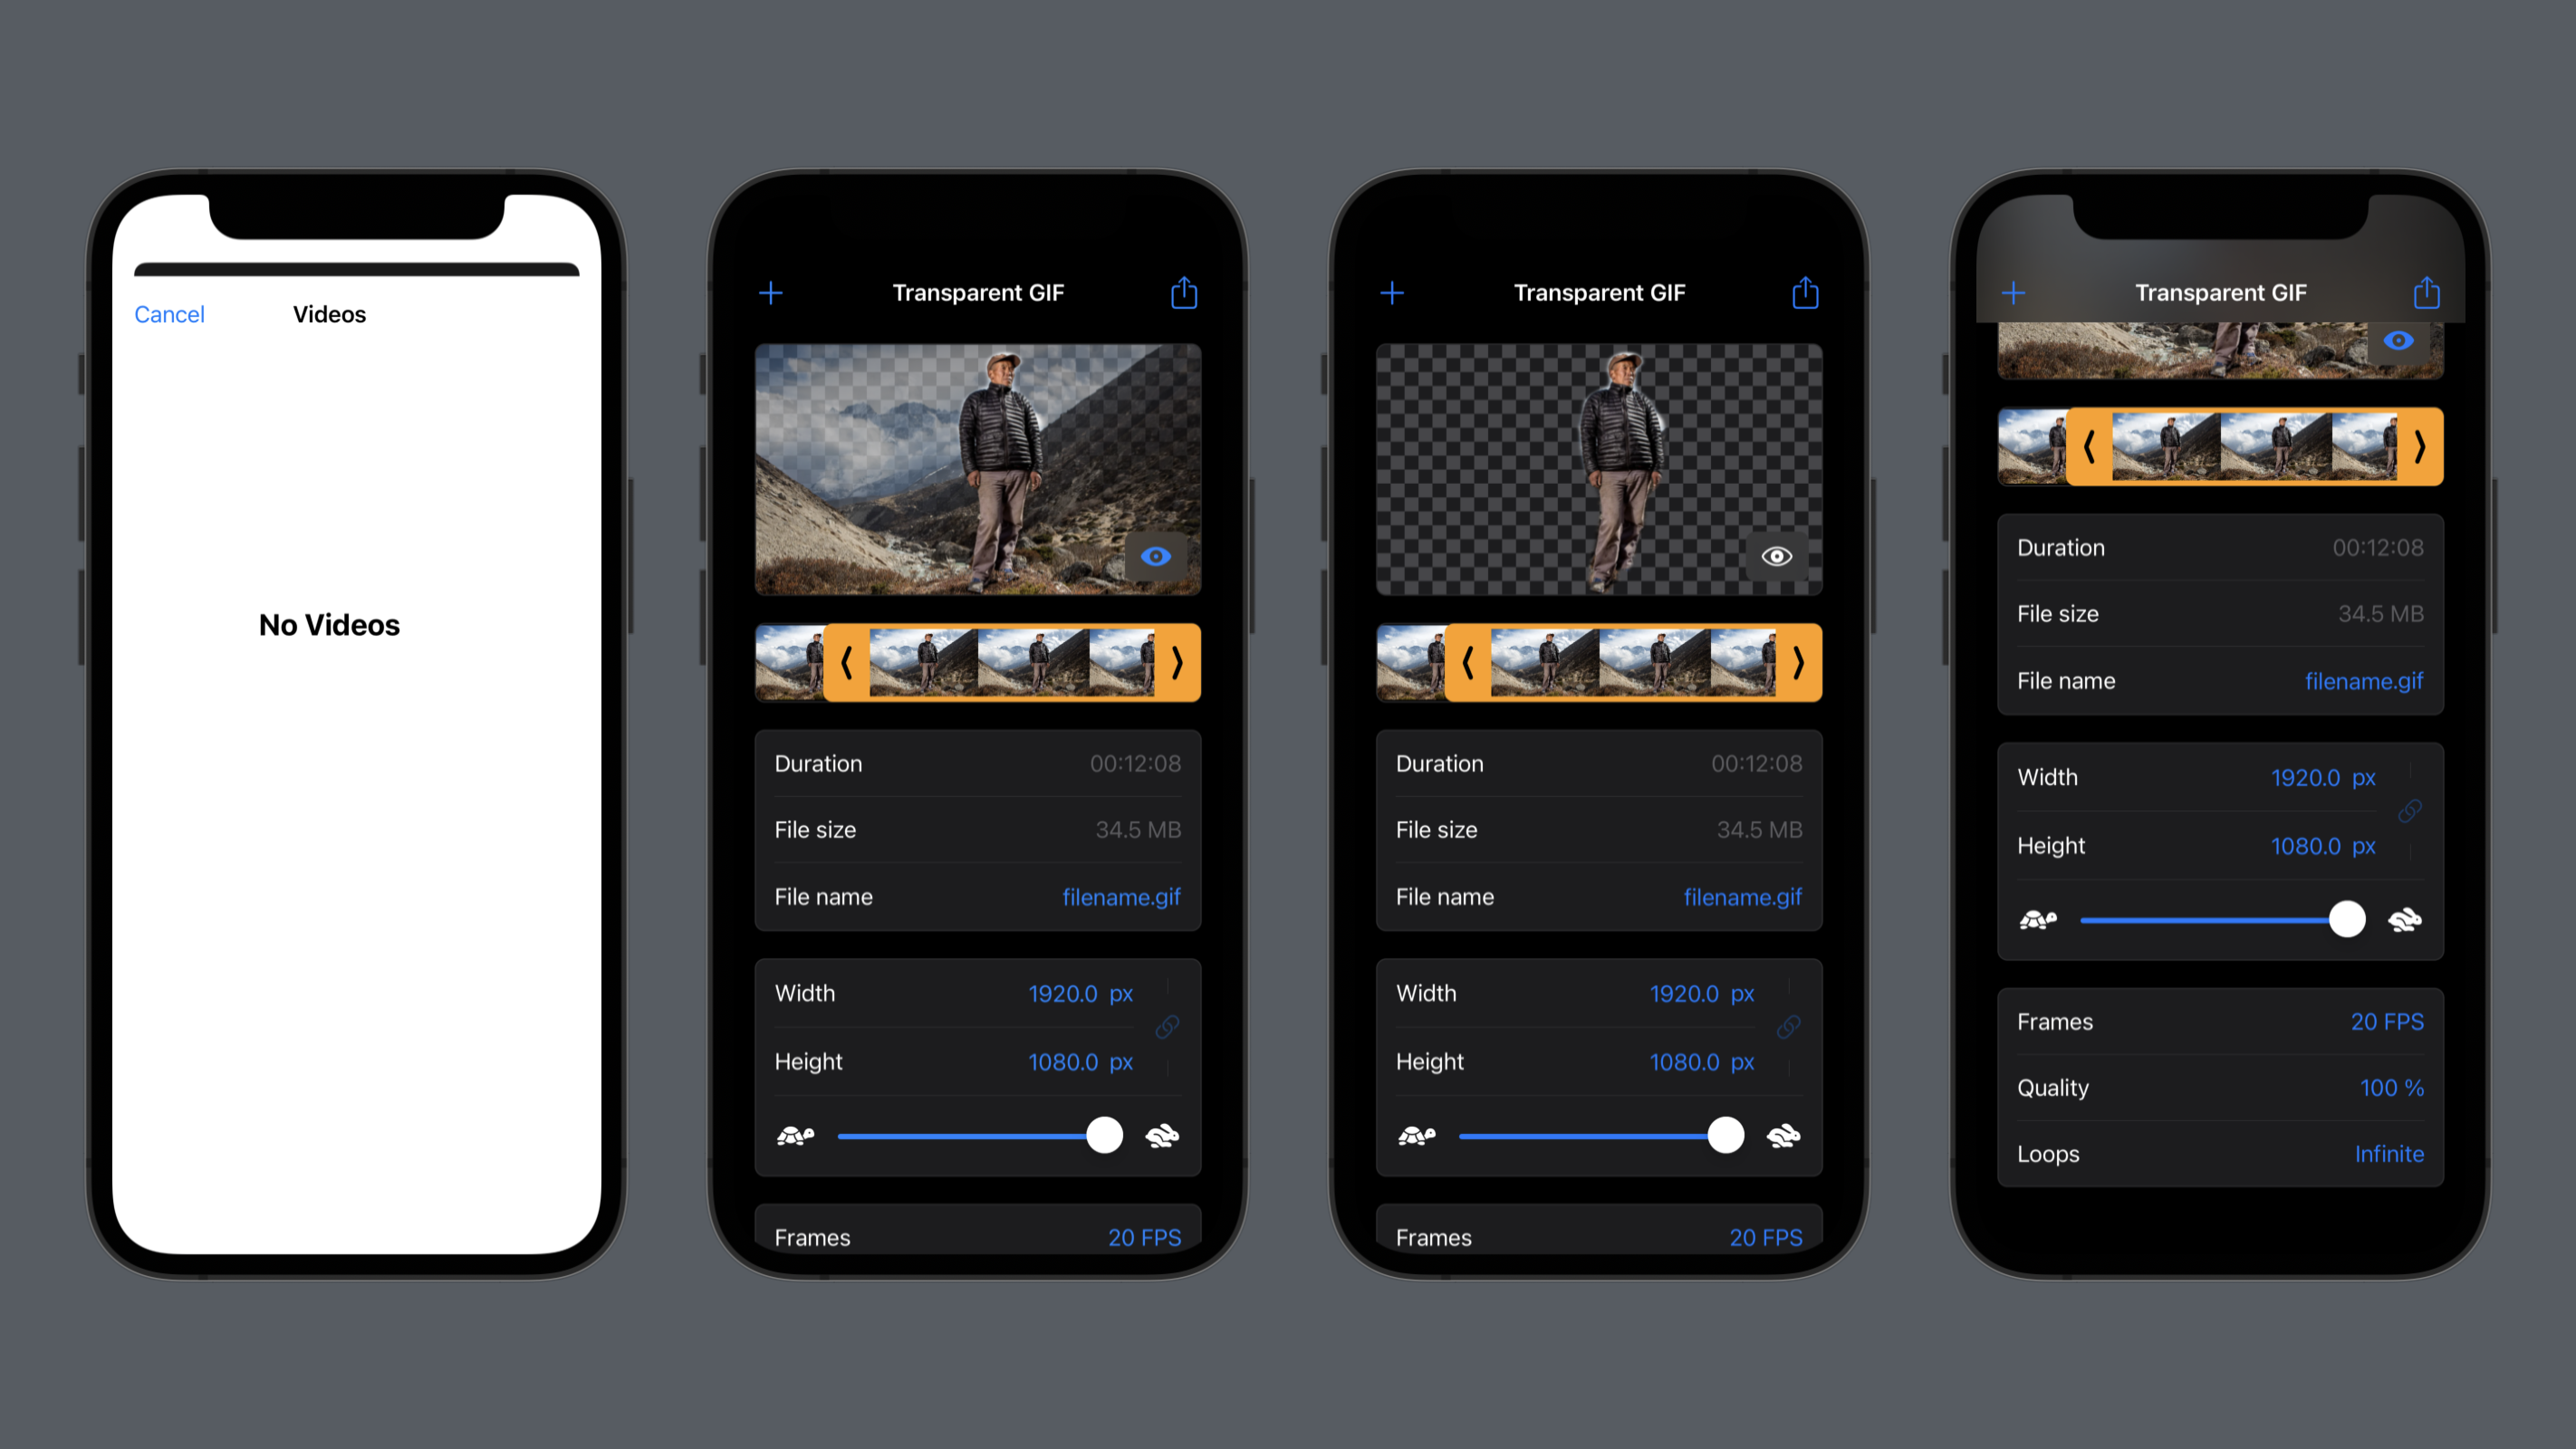 Cancel
Videos
No Videos
Transparent GIF
Duration 00:12:08
File size 34.5 MB
File name filename.gif
Width 1920.0 px
Height 1080.0 px
Frames 20 FPS
Transparent GIF
Duration 00:12:08
File size 34.5 MB
File name filename.gif
Width 1920.0 px
Height 1080.0 px
Frames 20 FPS
Transparent GIF
Duration 00:12:08
File size 34.5 MB
File name filename.gif
Width 1920.0 px
Height 1080.0 px
Frames 20 FPS
Quality 100 %
Loops Infinite